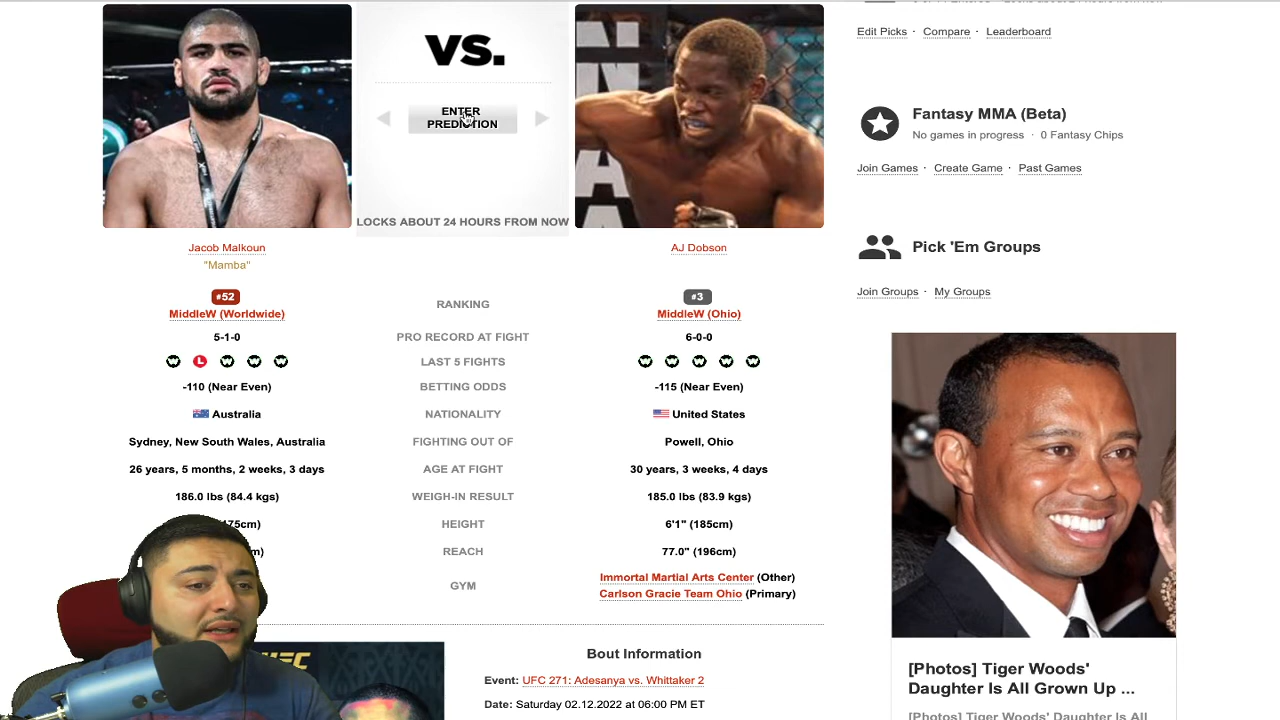 Edit Picks · Compare · Leaderboard
VS.
ENTER
PREDICTION
LOCKS ABOUT 24 HOURS FROM NOW
Fantasy MMA (Beta)
No games in progress · 0 Fantasy Chips
Join Games · Create Game · Past Games
Pick 'Em Groups
Join Groups · My Groups
Jacob Malkoun
"Mamba"
AJ Dobson
#52
MiddleW (Worldwide)
RANKING
#3
MiddleW (Ohio)
5-1-0 PRO RECORD AT FIGHT 6-0-0
W L W W W LAST 5 FIGHTS W W W W W
-110 (Near Even) BETTING ODDS -115 (Near Even)
Australia NATIONALITY United States
Sydney, New South Wales, Australia FIGHTING OUT OF Powell, Ohio
26 years, 5 months, 2 weeks, 3 days AGE AT FIGHT 30 years, 3 weeks, 4 days
186.0 lbs (84.4 kgs) WEIGH-IN RESULT 185.0 lbs (83.9 kgs)
175cm) HEIGHT 6'1" (185cm)
REACH 77.0" (196cm)
GYM
Immortal Martial Arts Center (Other)
Carlson Gracie Team Ohio (Primary)
UFC
Bout Information
Event: UFC 271: Adesanya vs. Whittaker 2
Date: Saturday 02.12.2022 at 06:00 PM ET
[Photos] Tiger Woods'
Daughter Is All Grown Up ...
[Photos] Tiger Woods' Daughter Is All